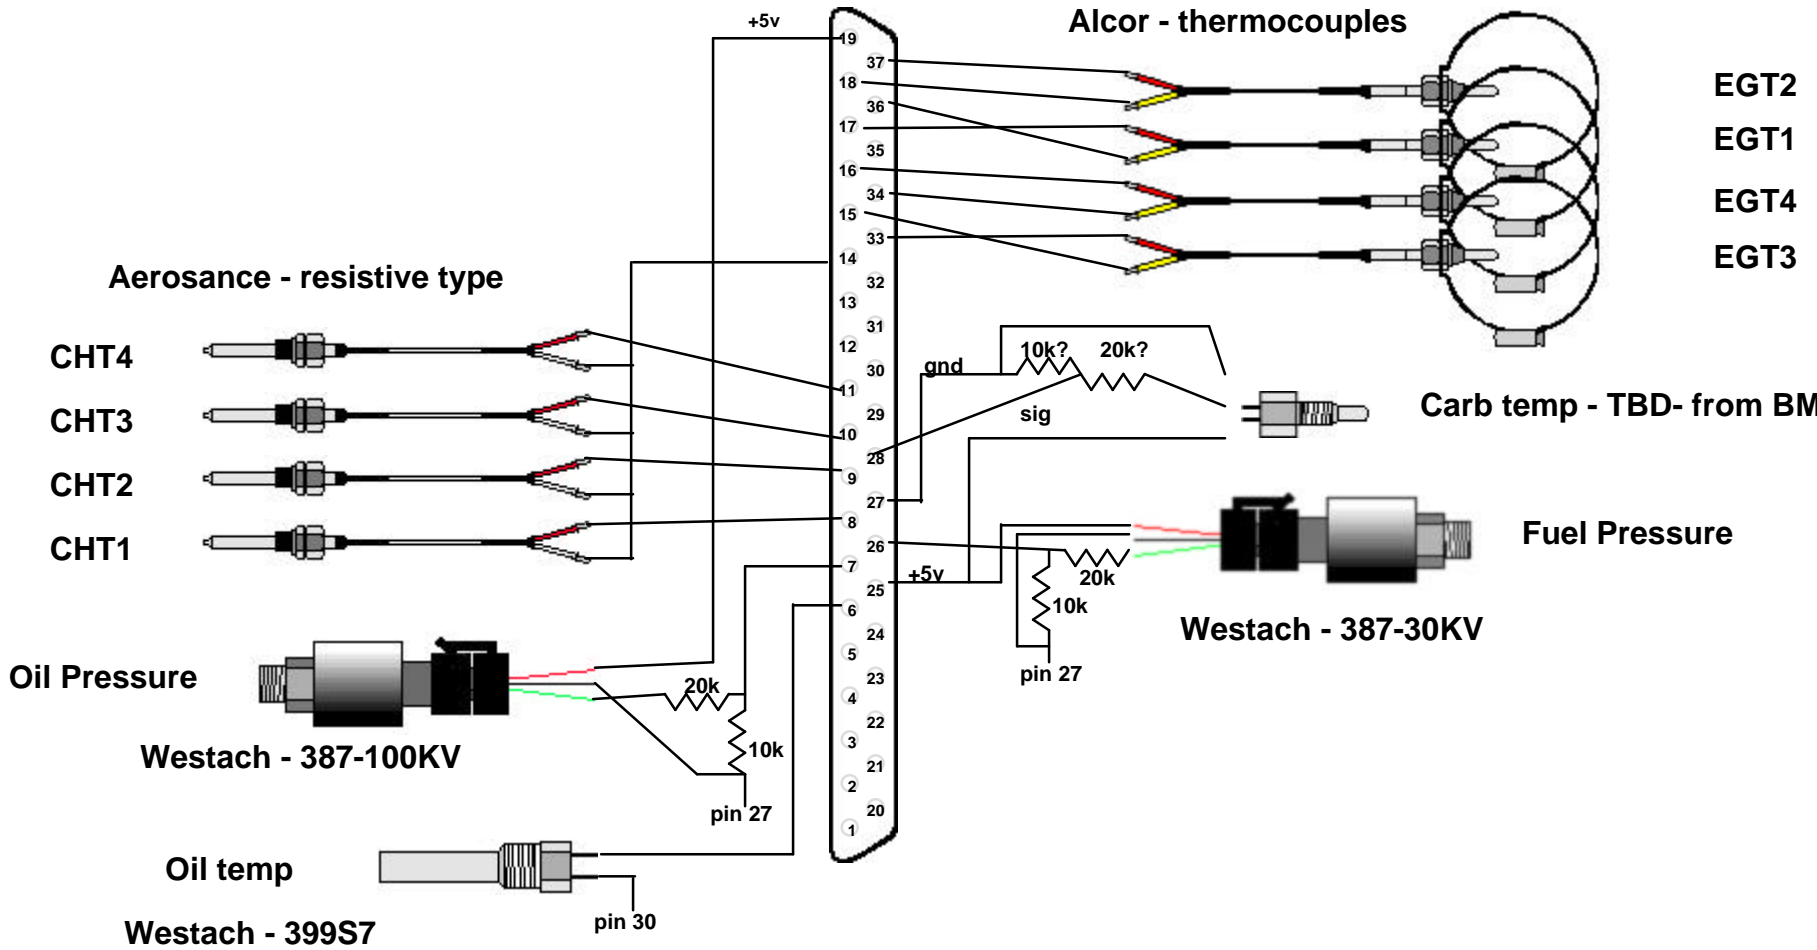 +5v
Alcor - thermocouples
EGT2
EGT1
EGT4
EGT3
19
37
18
36
17
35
16
34
15
33
14
32
13
31
12
30
11
29
10
28
9
27
8
26
7
25
6
24
5
23
4
22
3
21
2
20
1
Aerosance - resistive type
CHT4
CHT3
CHT2
CHT1
gnd
10k?
20k?
sig
Carb temp - TBD- from BM
Fuel Pressure
+5v
20k
10k
pin 27
Westach - 387-30KV
Oil Pressure
20k
10k
pin 27
Westach - 387-100KV
Oil temp
pin 30
Westach - 399S7